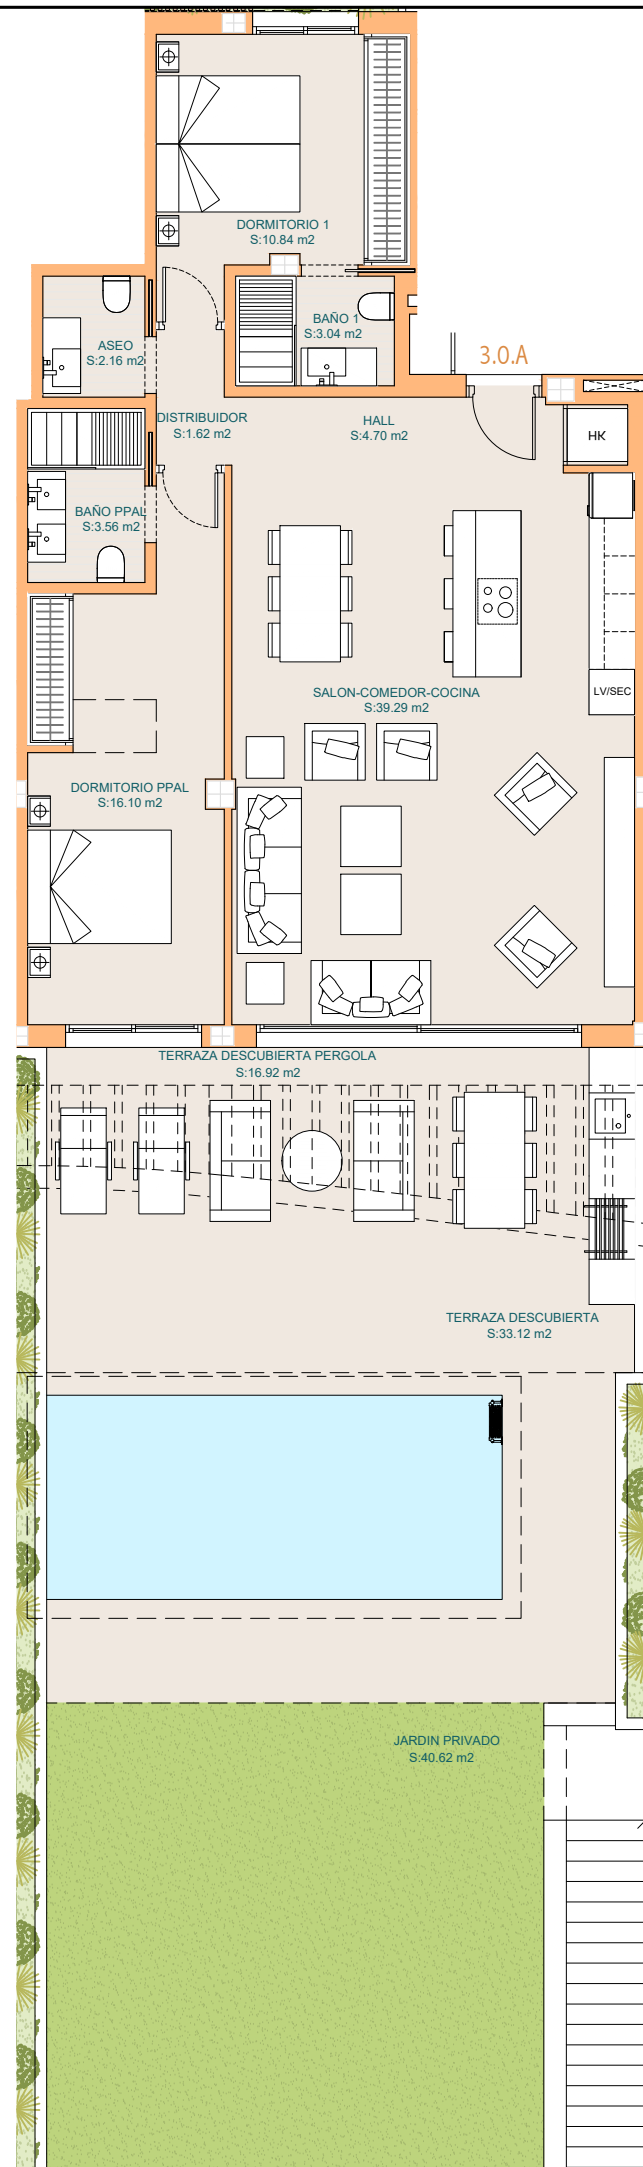 DORMITORIO 1
S:10.84 m2
BAÑO 1
S:3.04 m2
ASEO
S:2.16 m2
3.0.A
DISTRIBUIDOR
S:1.62 m2
HALL
S:4.70 m2
HK
BAÑO PPAL
S:3.56 m2
SALON-COMEDOR-COCINA
S:39.29 m2
LV/SEC
DORMITORIO PPAL
S:16.10 m2
TERRAZA DESCUBIERTA PERGOLA
S:16.92 m2
TERRAZA DESCUBIERTA
S:33.12 m2
JARDIN PRIVADO
S:40.62 m2